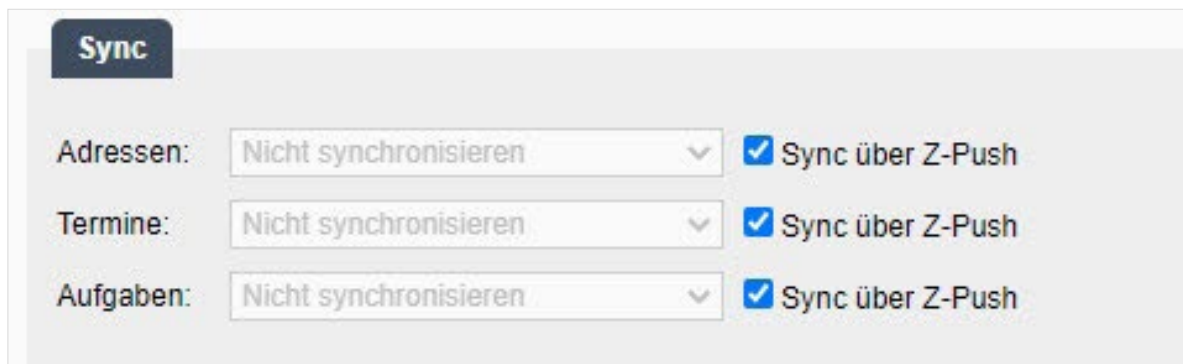 Sync
Adressen: Nicht synchronisieren Sync über Z-Push
Termine: Nicht synchronisieren Sync über Z-Push
Aufgaben: Nicht synchronisieren Sync über Z-Push